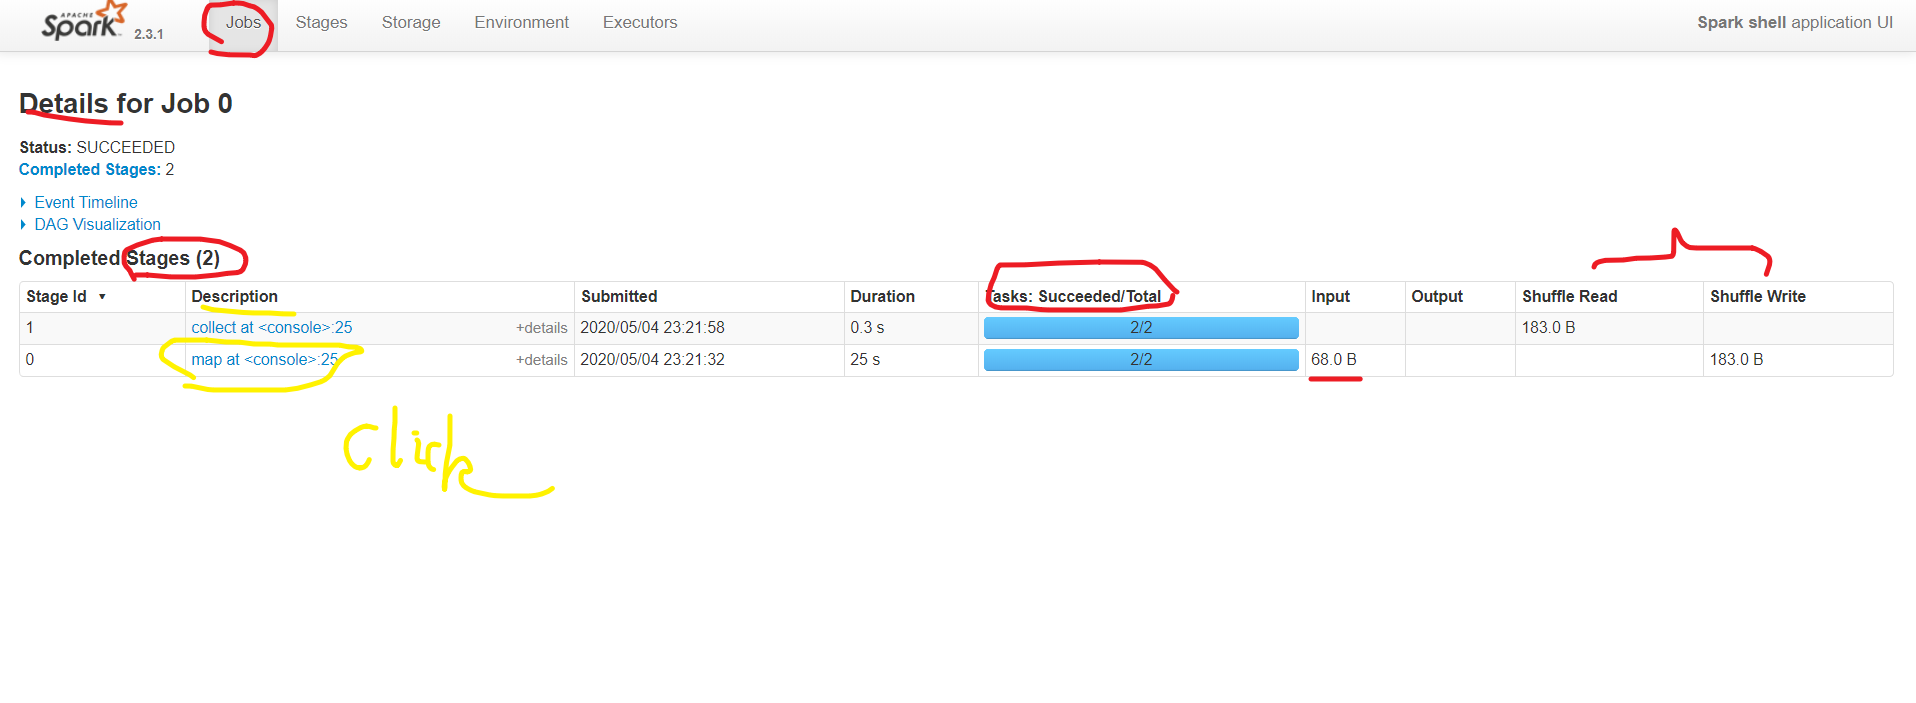 APACHE
Spark 2.3.1 Jobs Stages Storage Environment Executors Spark shell application UI
Details for Job 0
Status: SUCCEEDED
Completed Stages: 2
Event Timeline
DAG Visualization
Completed Stages (2)
Stage Id ▾ Description Submitted Duration Tasks: Succeeded/Total Input Output Shuffle Read Shuffle Write
1 collect at <console>:25 +details 2020/05/04 23:21:58 0.3 s 2/2 183.0 B
0 map at <console>:25 +details 2020/05/04 23:21:32 25 s 2/2 68.0 B 183.0 B
Click